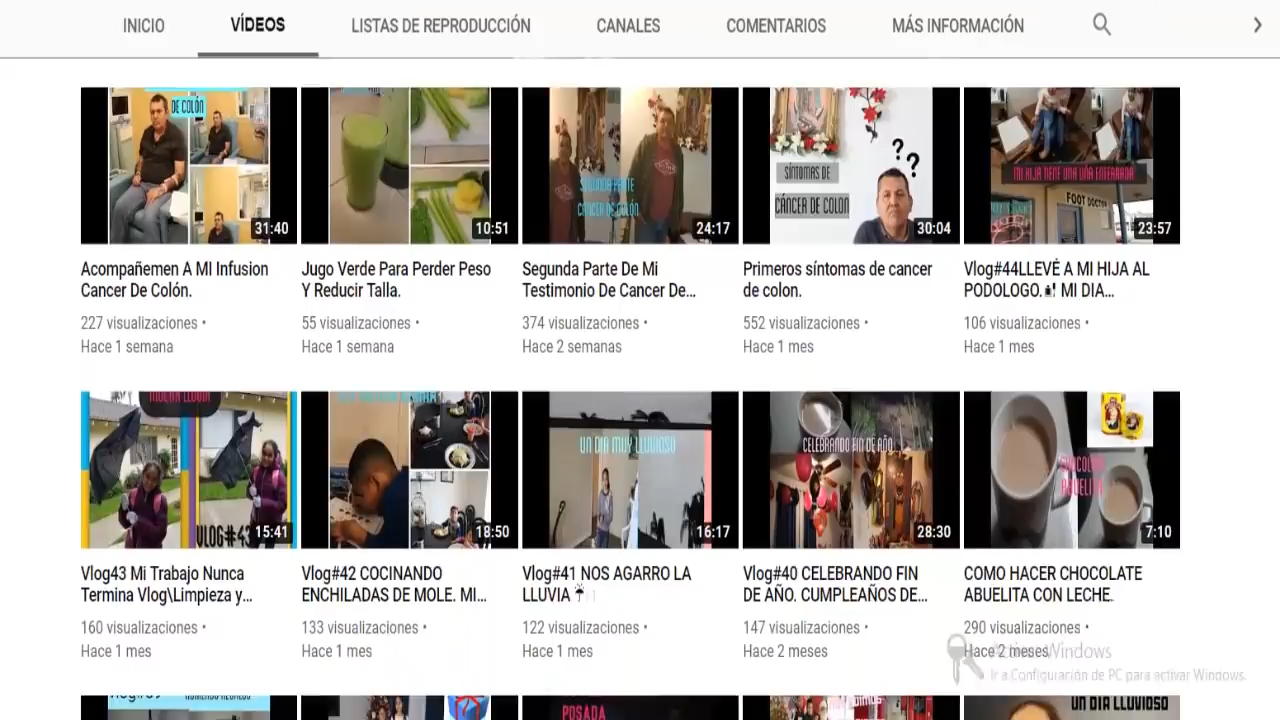 INICIO VÍDEOS LISTAS DE REPRODUCCIÓN CANALES COMENTARIOS MÁS INFORMACIÓN
DE COLÓN
31:40
10:51
SEGUNDA PARTE
CÁNCER DE COLÓN
24:17
??
SÍNTOMAS DE
CÁNCER DE COLON
30:04
MI HIJA TIENE UNA UÑA ENTERRADA
FOOT DOCTOR
23:57
Acompañemen A MI Infusion
Cancer De Colón.
227 visualizaciones •
Hace 1 semana
Jugo Verde Para Perder Peso
Y Reducir Talla.
55 visualizaciones •
Hace 1 semana
Segunda Parte De Mi
Testimonio De Cancer De...
374 visualizaciones •
Hace 2 semanas
Primeros síntomas de cancer
de colon.
552 visualizaciones •
Hace 1 mes
Vlog#44LLEVÉ A MI HIJA AL
PODOLOGO. MI DIA...
106 visualizaciones •
Hace 1 mes
MUCHA LLUVIA
VLOG#43
15:41
18:50
UN DIA MUY LLUVIOSO
16:17
CELEBRANDO FIN DE AÑO...
28:30
CHOCOLATE
ABUELITA
7:10
Vlog43 Mi Trabajo Nunca
Termina Vlog\Limpieza y...
160 visualizaciones •
Hace 1 mes
Vlog#42 COCINANDO
ENCHILADAS DE MOLE. MI...
133 visualizaciones •
Hace 1 mes
Vlog#41 NOS AGARRO LA
LLUVIA ☔
122 visualizaciones •
Hace 1 mes
Vlog#40 CELEBRANDO FIN
DE AÑO. CUMPLEAÑOS DE...
147 visualizaciones •
Hace 2 meses
COMO HACER CHOCOLATE
ABUELITA CON LECHE.
290 visualizaciones •
Hace 2 meses
Activar Windows
Ir a Configuración de PC para activar Windows.
POSADA
UN DIA LLUVIOSO